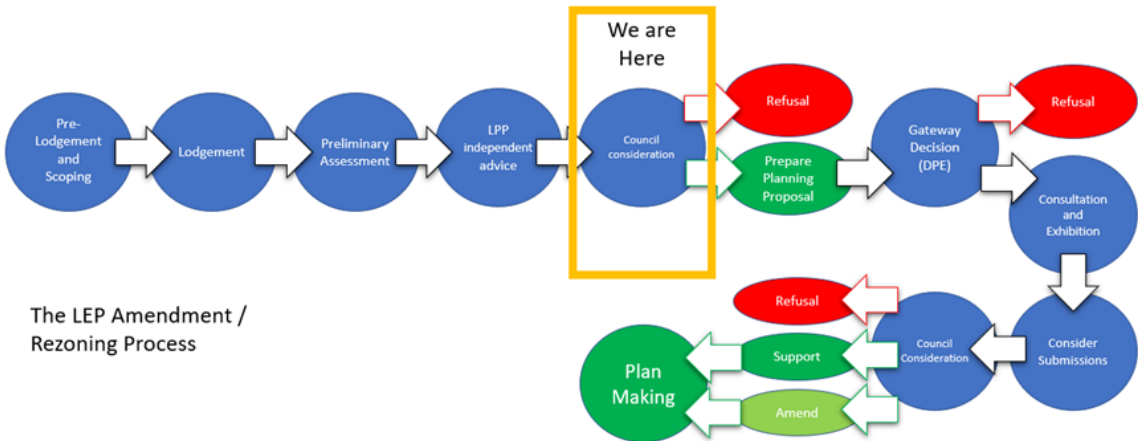 We are
Here
Pre-
Lodgement
and
Scoping
Lodgement
Preliminary
Assessment
LPP
independent
advice
Council
consideration
Refusal
Prepare
Planning
Proposal
Gateway
Decision
(DPE)
Refusal
Consultation
and
Exhibition
Consider
Submissions
Council
Consideration
Refusal
Support
Amend
Plan
Making
The LEP Amendment /
Rezoning Process